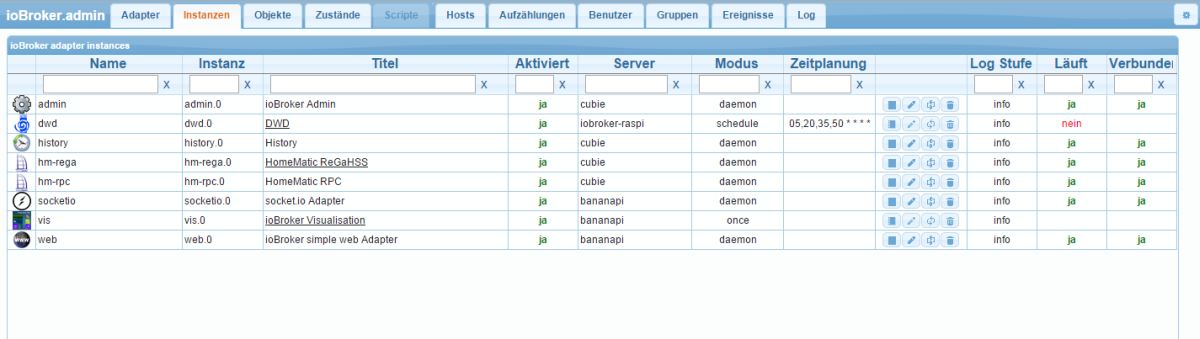 ioBroker.admin Adapter Instanzen Objekte Zustände Scripte Hosts Aufzählungen Benutzer Gruppen Ereignisse Log
ioBroker adapter instances
Name Instanz Titel Aktiviert Server Modus Zeitplanung Log Stufe Läuft Verbunden
X X X X X X X X X X
admin admin.0 ioBroker Admin ja cubie daemon info ja ja
dwd dwd.0 DWD ja iobroker-raspi schedule 05,20,35,50 * * * * info nein
history history.0 History ja cubie daemon info ja ja
hm-rega hm-rega.0 HomeMatic ReGaHSS ja cubie daemon info ja ja
hm-rpc hm-rpc.0 HomeMatic RPC ja cubie daemon info ja ja
socketio socketio.0 socket.io Adapter ja bananapi daemon info ja ja
vis vis.0 ioBroker Visualisation ja bananapi once info ja
www web web.0 ioBroker simple web Adapter ja bananapi daemon info ja ja